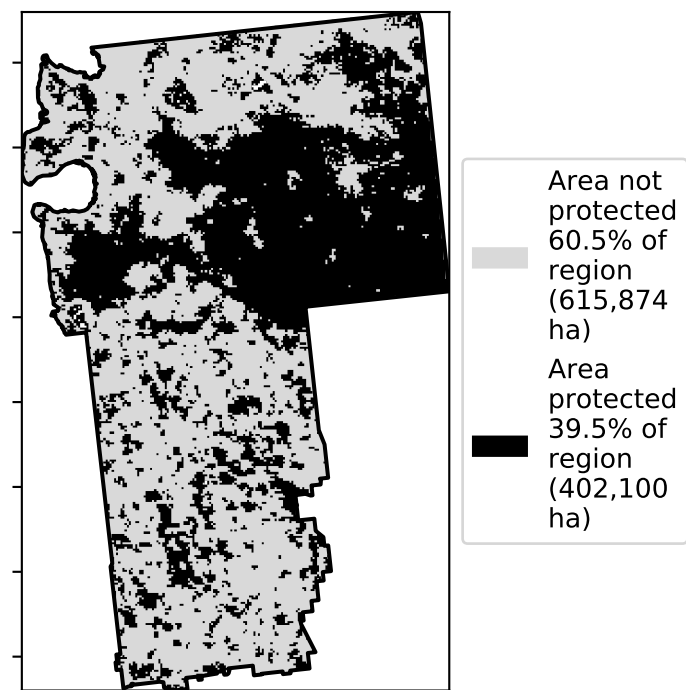 Area not
protected
60.5% of
region
(615,874
ha)
Area
protected
39.5% of
region
(402,100
ha)